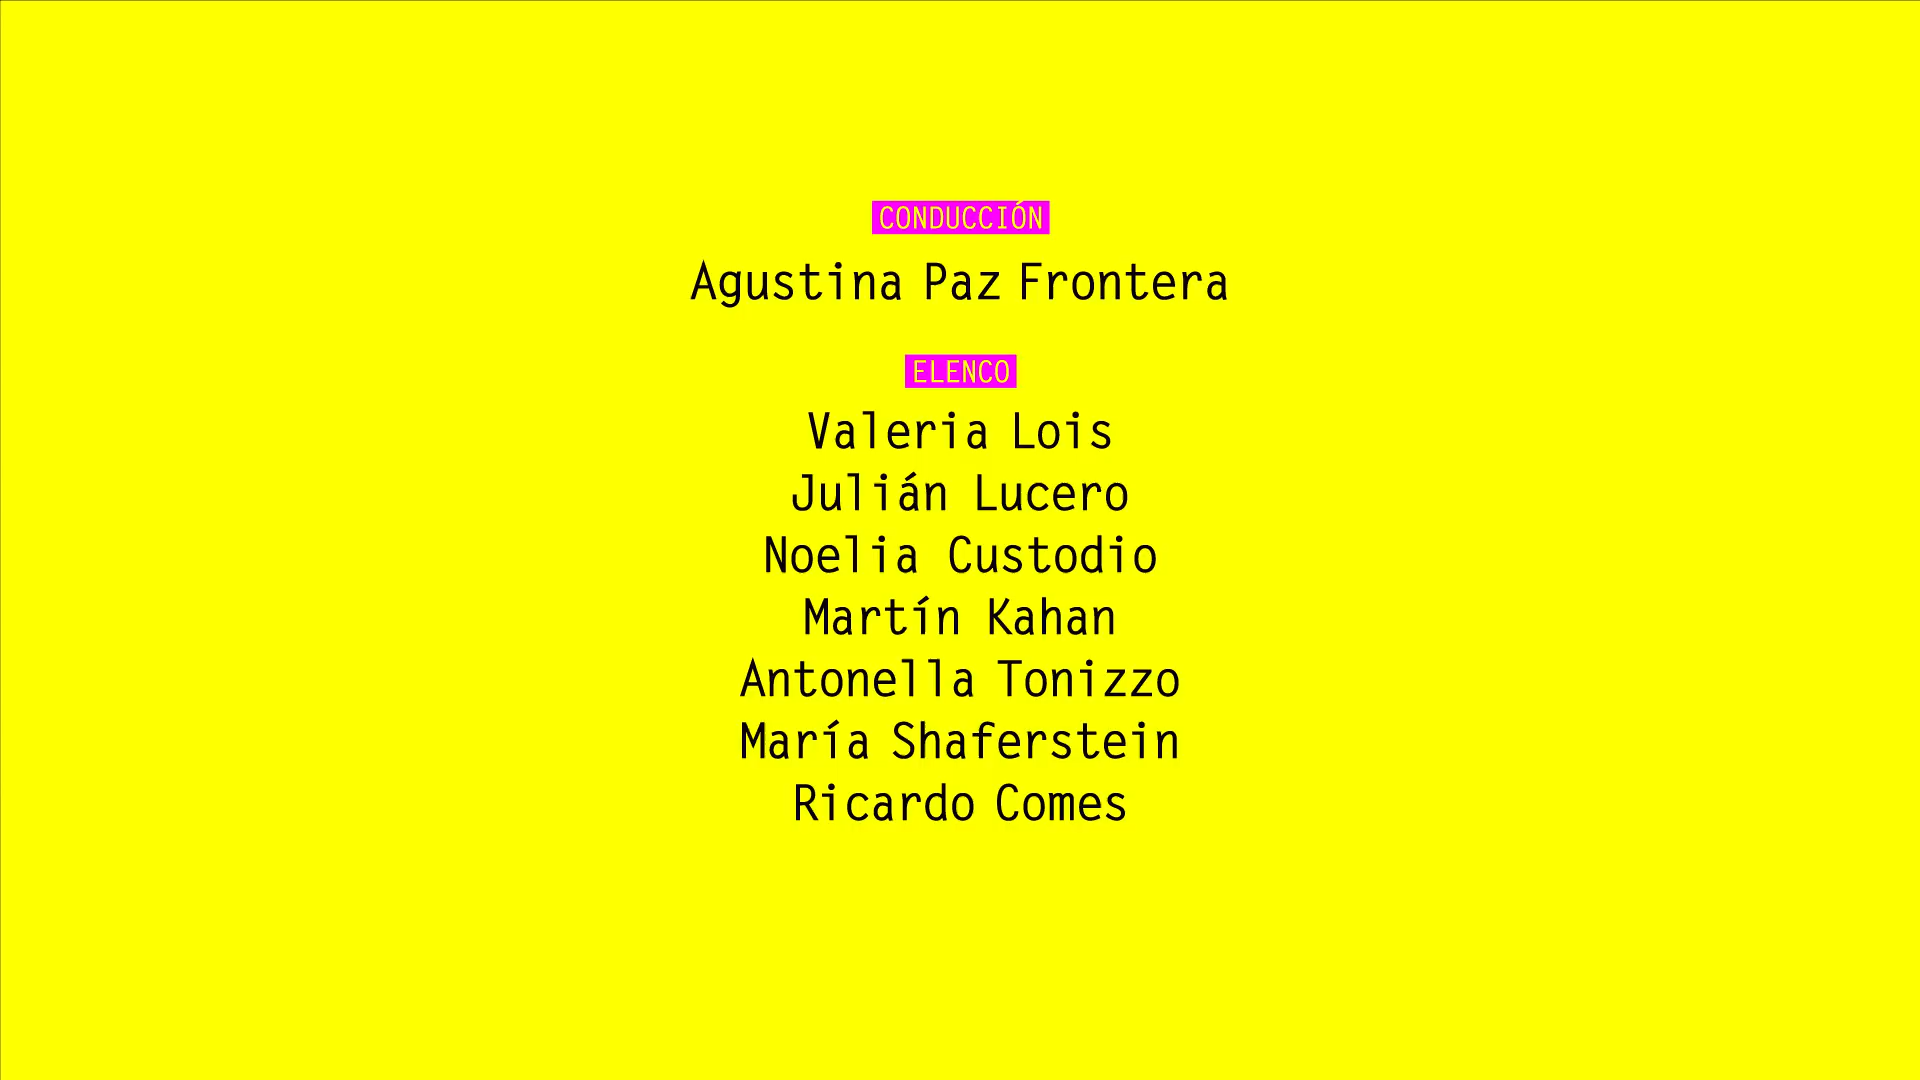 CONDUCCIÓN
Agustina Paz Frontera
ELENCO
Valeria Lois
Julián Lucero
Noelia Custodio
Martín Kahan
Antonella Tonizzo
María Shaferstein
Ricardo Comes